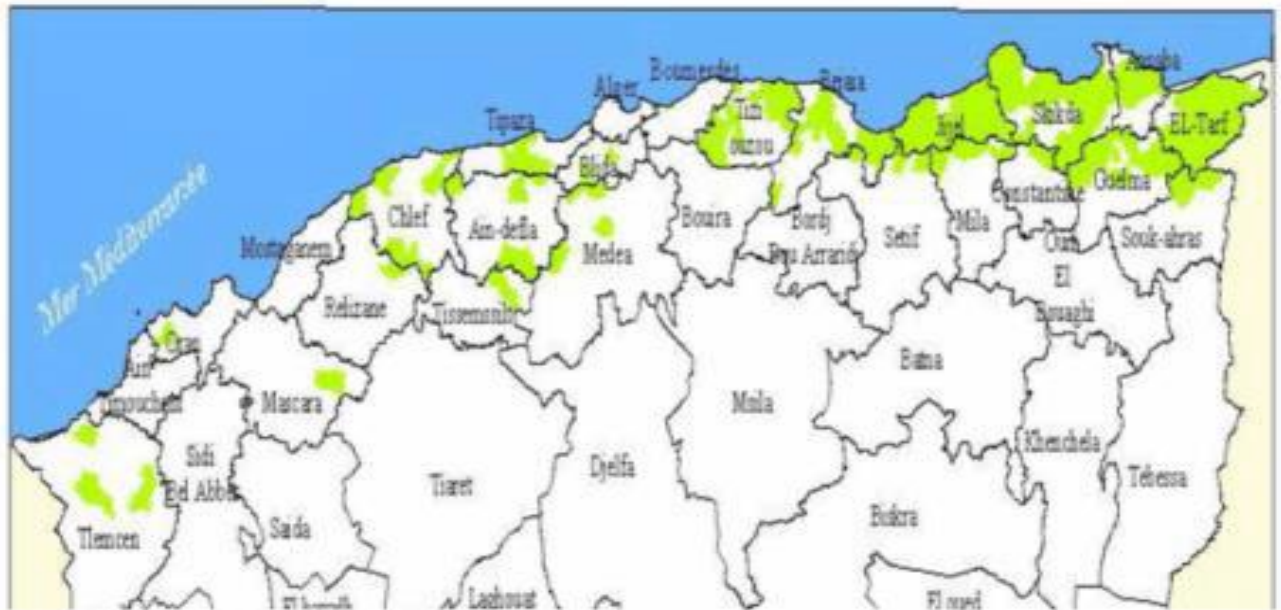 Boumerdes
Alger
Bejaia
Annaba
Tipaza
Tizi
ouzou
Jijel
Skikda
EL-Tarf
Blida
Guelma
Constantine
Chlef
Ain-defla
Bouira
Bordj
Bou Arrarid
Setif
Mila
Souk-ahras
Mostaganem
Medea
Oum
El
Bouaghi
Mer Méditerranée
Relizane
Tissemsilt
Oran
Ain
Timouchent
Mascara
Batna
Msila
Sidi
Bel Abbes
Khenchela
Djelfa
Tiaret
Tebessa
Tlemcen
Saida
Biskra
Laghouat
El oued